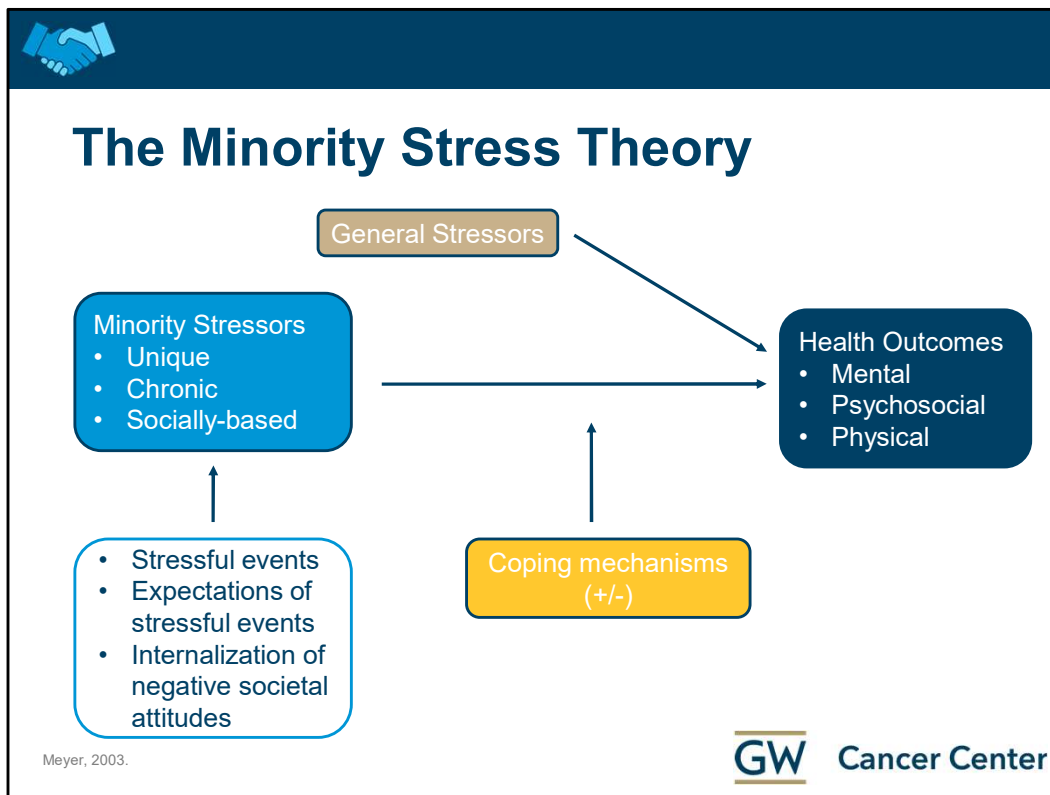 The Minority Stress Theory
General Stressors
Minority Stressors
• Unique
• Chronic
• Socially-based
Health Outcomes
• Mental
• Psychosocial
• Physical
• Stressful events
• Expectations of
stressful events
• Internalization of
negative societal
attitudes
Coping mechanisms
(+/-)
Meyer, 2003.
GW Cancer Center